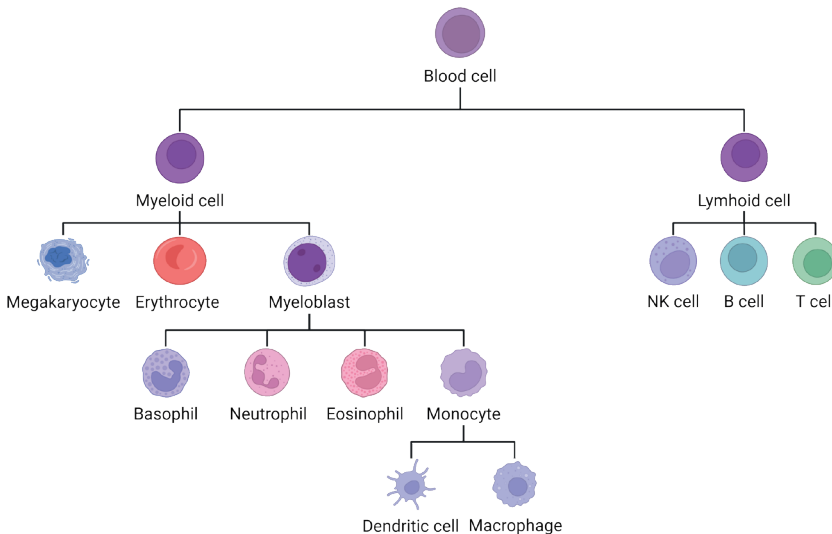 Blood cell
Myeloid cell
Lymhoid cell
Megakaryocyte
Erythrocyte
Myeloblast
NK cell
B cell
T cel
Basophil
Neutrophil
Eosinophil
Monocyte
Dendritic cell
Macrophage